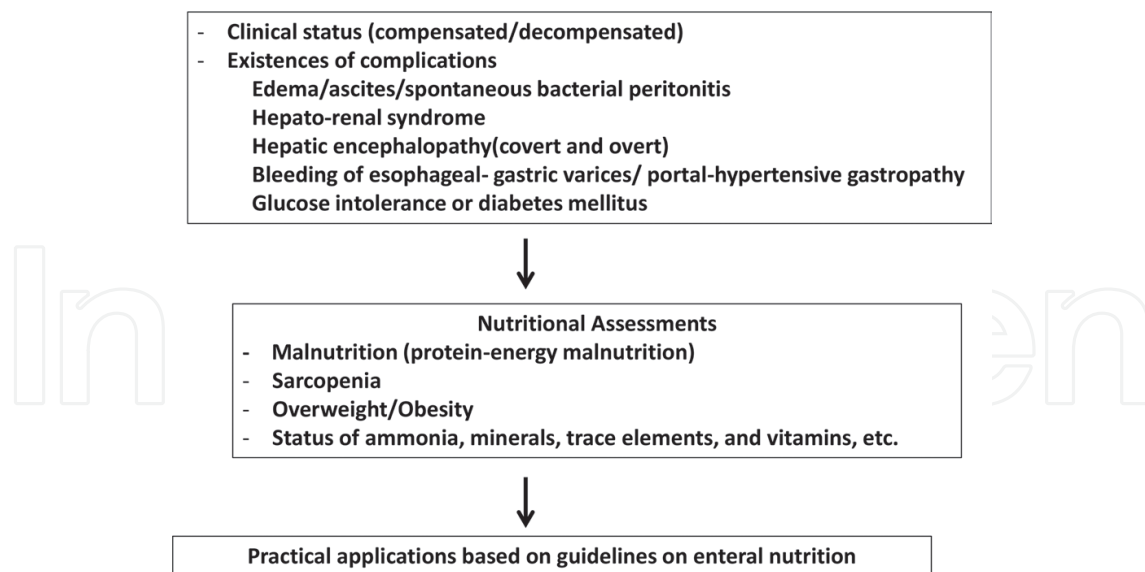 - Clinical status (compensated/decompensated)
- Existences of complications
Edema/ascites/spontaneous bacterial peritonitis
Hepato-renal syndrome
Hepatic encephalopathy(covert and overt)
Bleeding of esophageal- gastric varices/ portal-hypertensive gastropathy
Glucose intolerance or diabetes mellitus
In en
Nutritional Assessments
- Malnutrition (protein-energy malnutrition)
- Sarcopenia
- Overweight/Obesity
- Status of ammonia, minerals, trace elements, and vitamins, etc.
Practical applications based on guidelines on enteral nutrition